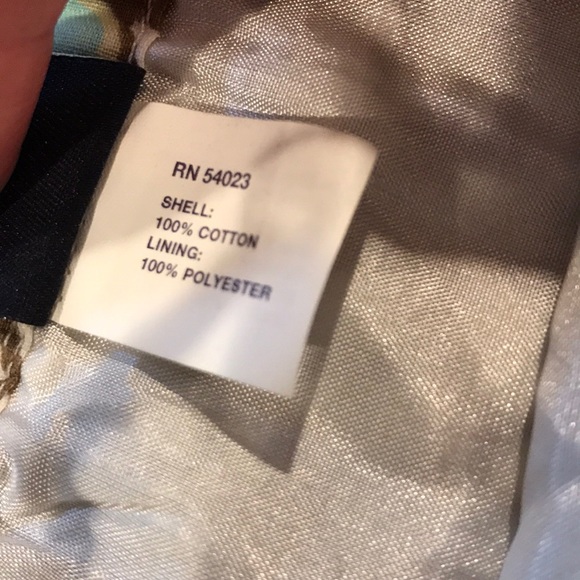 RN 54023
SHELL:
100% COTTON
LINING:
100% POLYESTER